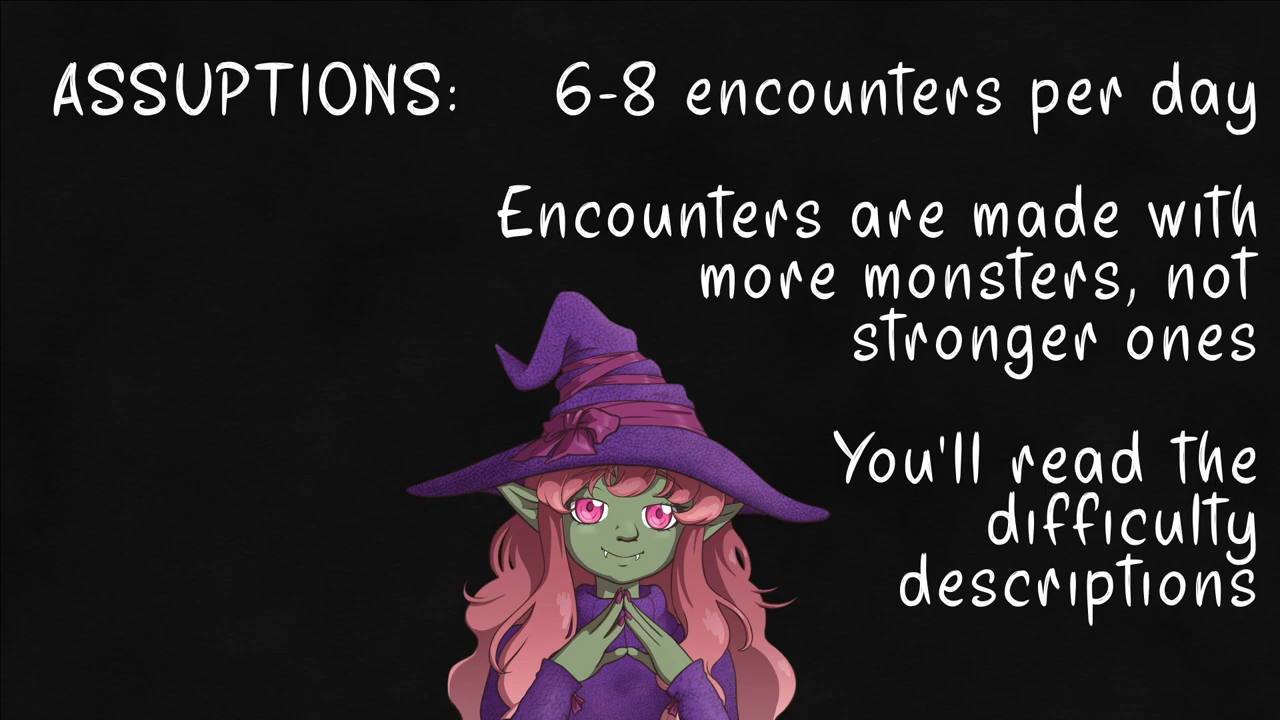 ASSUPTIONS: 6-8 encounters per day
Encounters are made with
more monsters, not
stronger ones
You'll read the
difficulty
descriptions